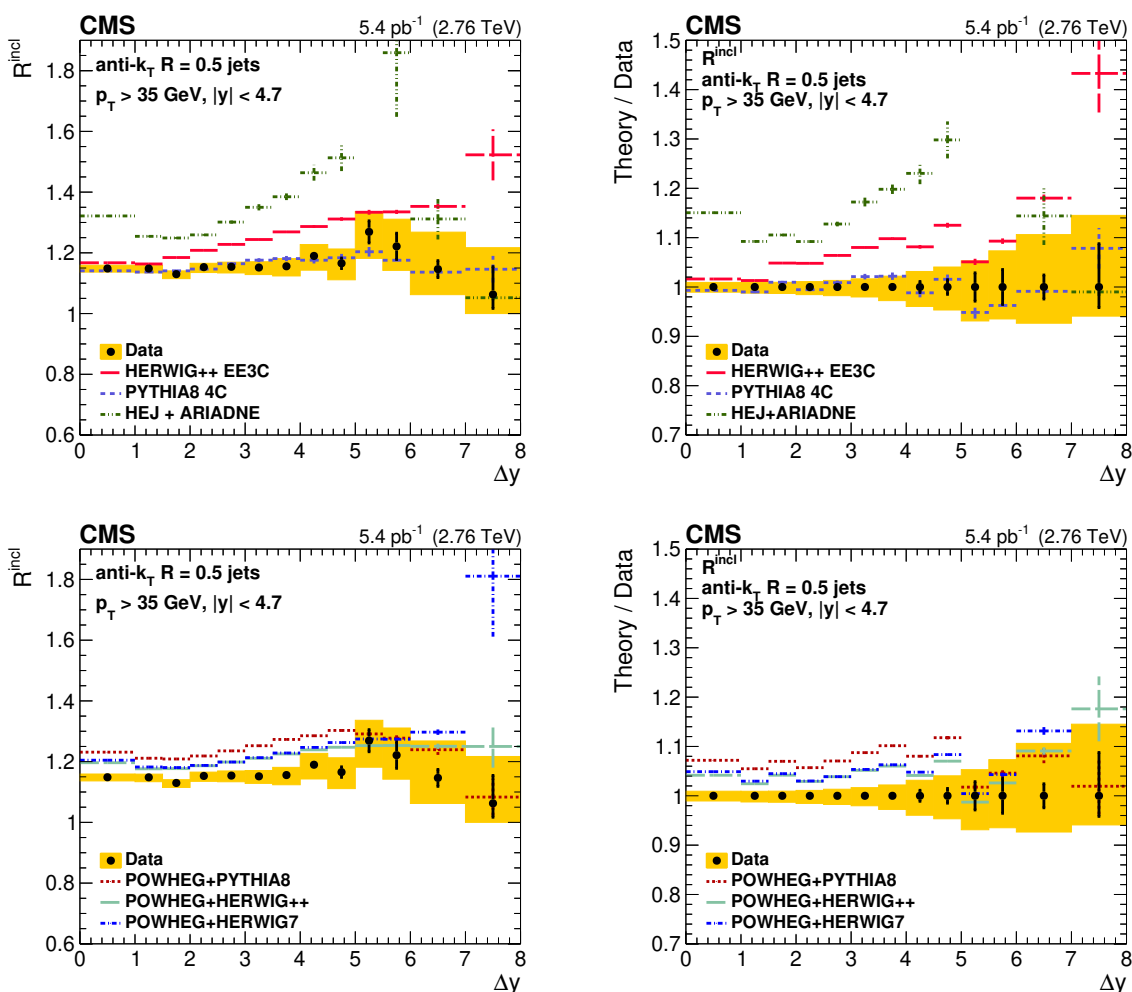 CMS 5.4 pb⁻¹ (2.76 TeV)
R^incl
anti-k_T R = 0.5 jets
p_T > 35 GeV, |y| < 4.7
1.8
1.6
1.4
1.2
1
0.8
0.6
Data
HERWIG++ EE3C
PYTHIA8 4C
HEJ + ARIADNE
0 1 2 3 4 5 6 7 8
Δy
CMS 5.4 pb⁻¹ (2.76 TeV)
Theory / Data
R^incl
anti-k_T R = 0.5 jets
p_T > 35 GeV, |y| < 4.7
1.5
1.4
1.3
1.2
1.1
1
0.9
0.8
0.7
Data
HERWIG++ EE3C
PYTHIA8 4C
HEJ+ARIADNE
0 1 2 3 4 5 6 7 8
Δy
CMS 5.4 pb⁻¹ (2.76 TeV)
R^incl
anti-k_T R = 0.5 jets
p_T > 35 GeV, |y| < 4.7
1.8
1.6
1.4
1.2
1
0.8
0.6
Data
POWHEG+PYTHIA8
POWHEG+HERWIG++
POWHEG+HERWIG7
0 1 2 3 4 5 6 7 8
Δy
CMS 5.4 pb⁻¹ (2.76 TeV)
Theory / Data
R^incl
anti-k_T R = 0.5 jets
p_T > 35 GeV, |y| < 4.7
1.5
1.4
1.3
1.2
1.1
1
0.9
0.8
0.7
Data
POWHEG+PYTHIA8
POWHEG+HERWIG++
POWHEG+HERWIG7
0 1 2 3 4 5 6 7 8
Δy